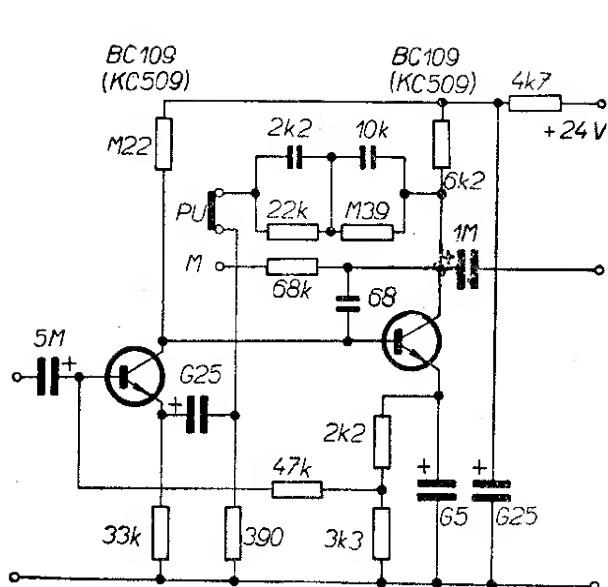 BC109
(KC509)
BC109
(KC509)
4k7
+24V
M22
2k2
10k
6k2
PU
22k
M39
1M
+
M
68k
68
5M
+
G25
+
2k2
47k
+
+
G5
G25
33k
390
3k3